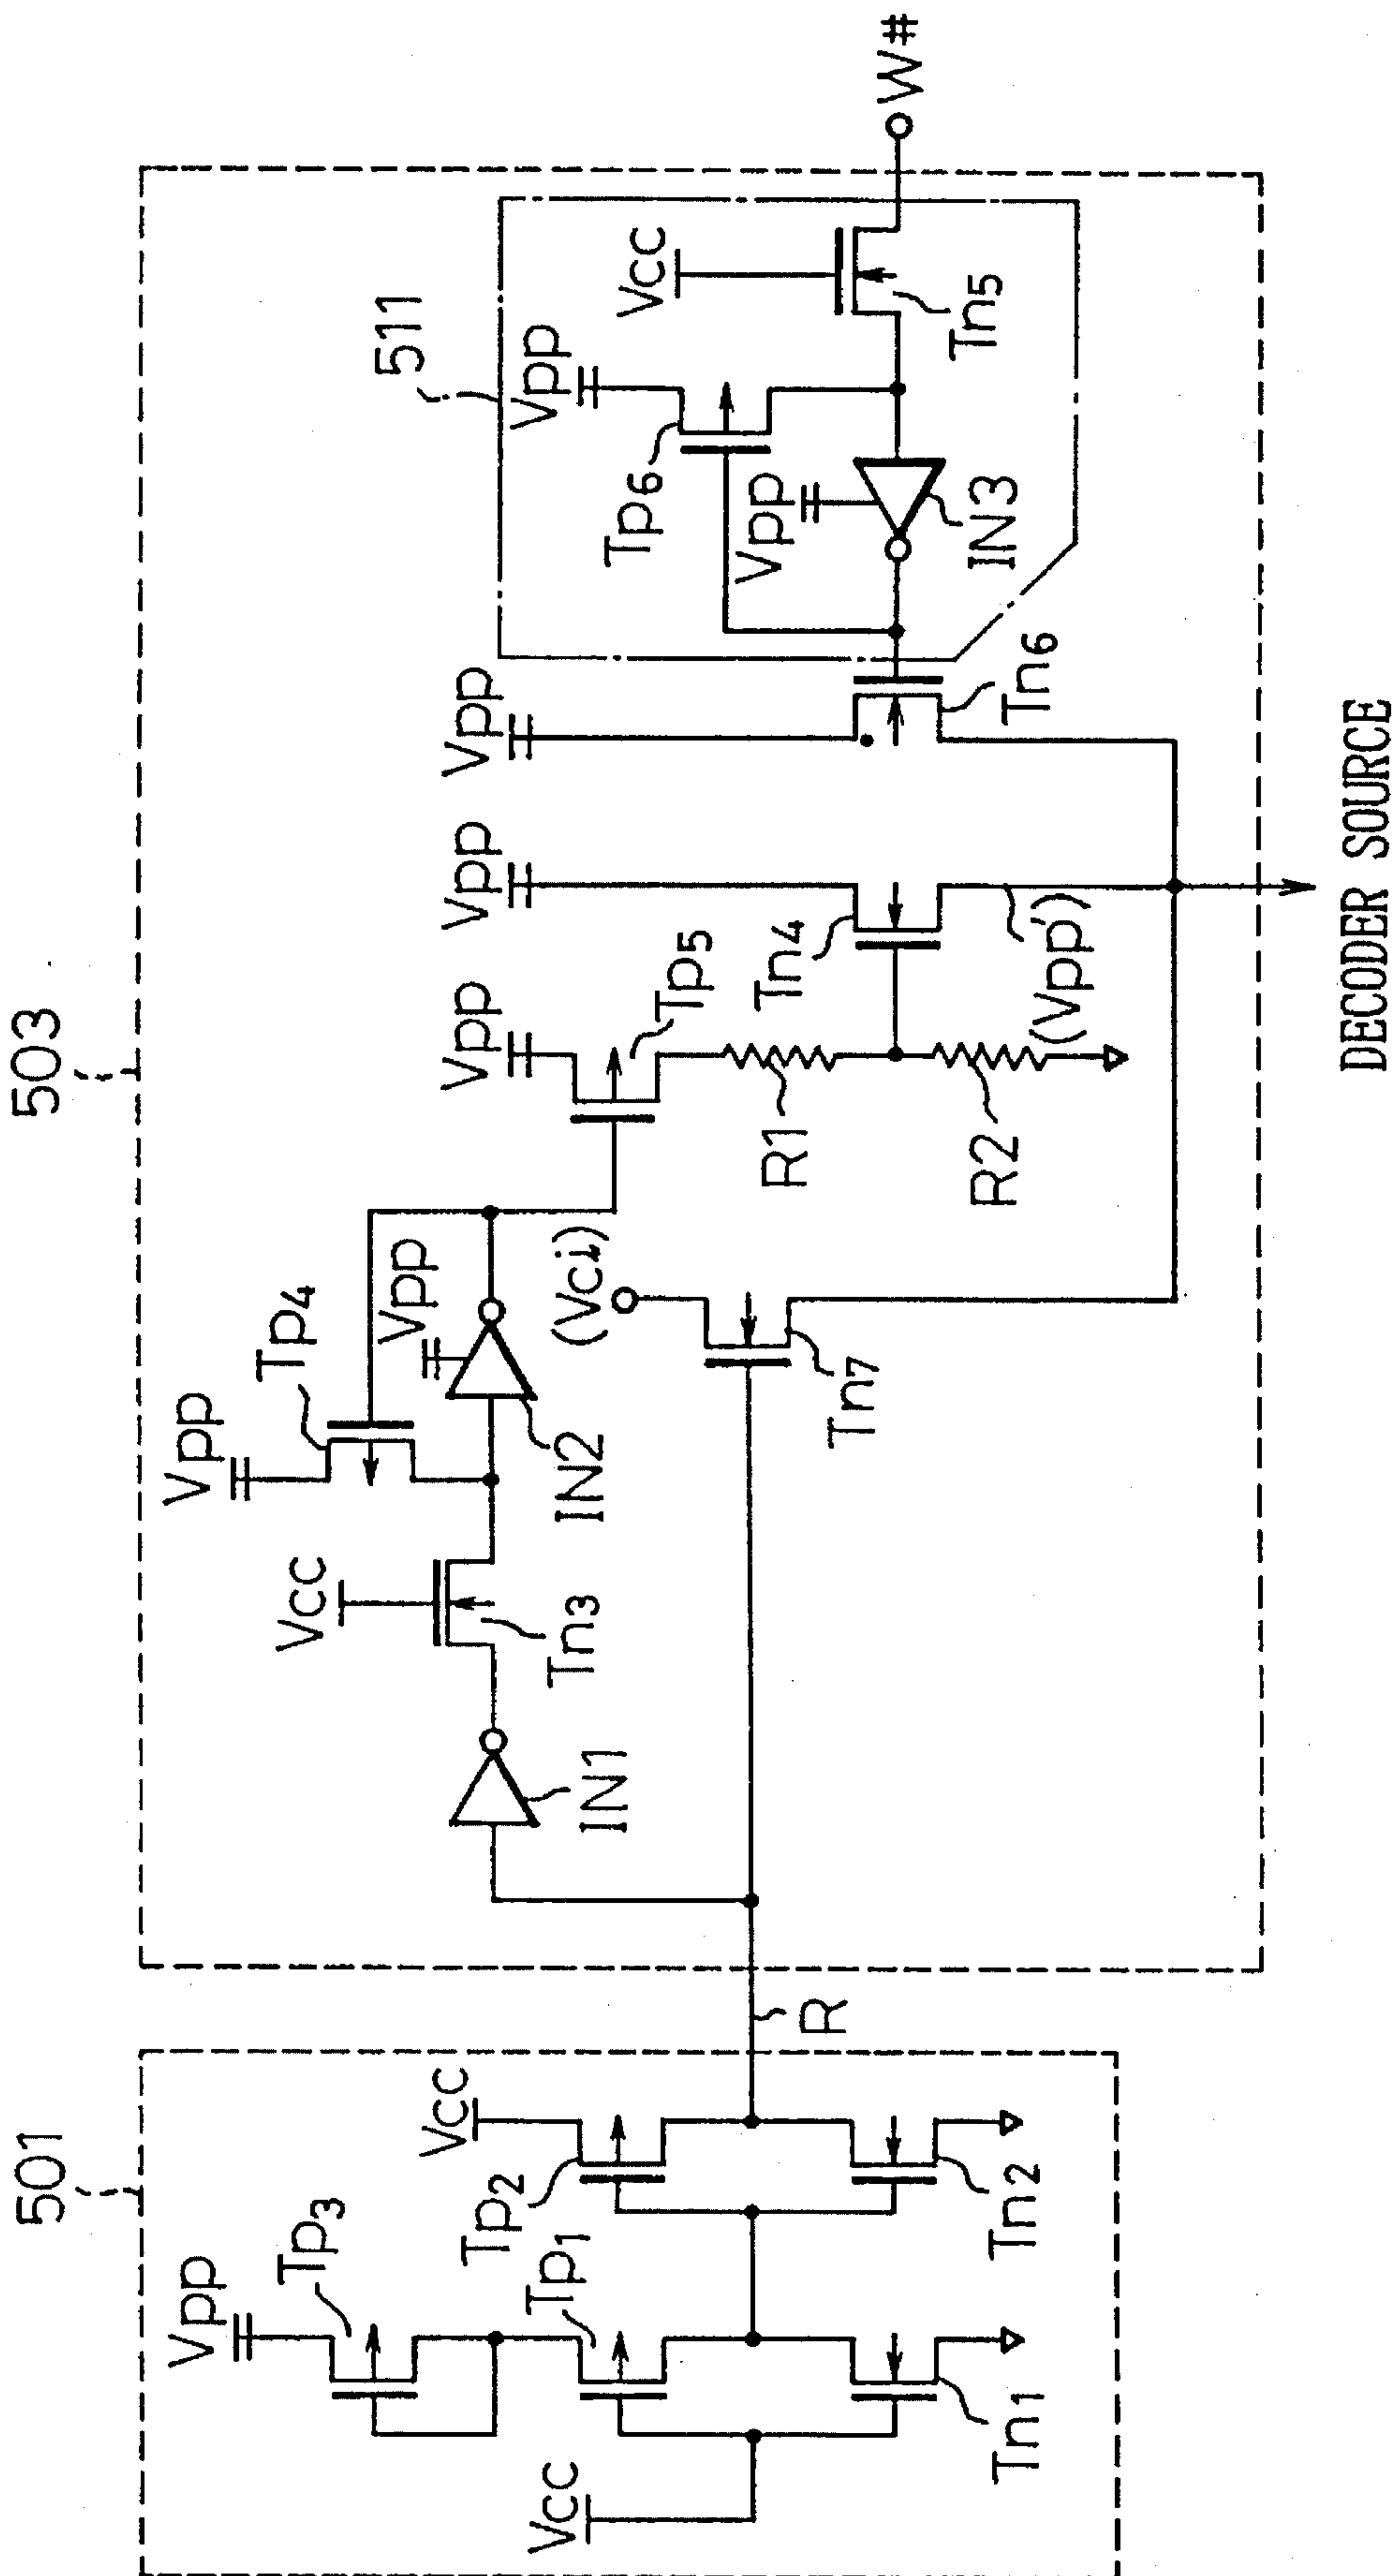 501
Vpp
Tp3
Vcc
Tp1
Tn1
Vcc
Tp2
Tn2
R
503
IN1
Vcc
Tn3
Vpp
Tp4
Vpp
IN2
(Vci)
Tn7
Vpp
Tp5
R1
R2
Vpp
Tn4
(Vpp')
Vpp
Tn6
511
Vpp
Tp6
Vpp
IN3
Vcc
Tn5
W#
DECODER SOURCE